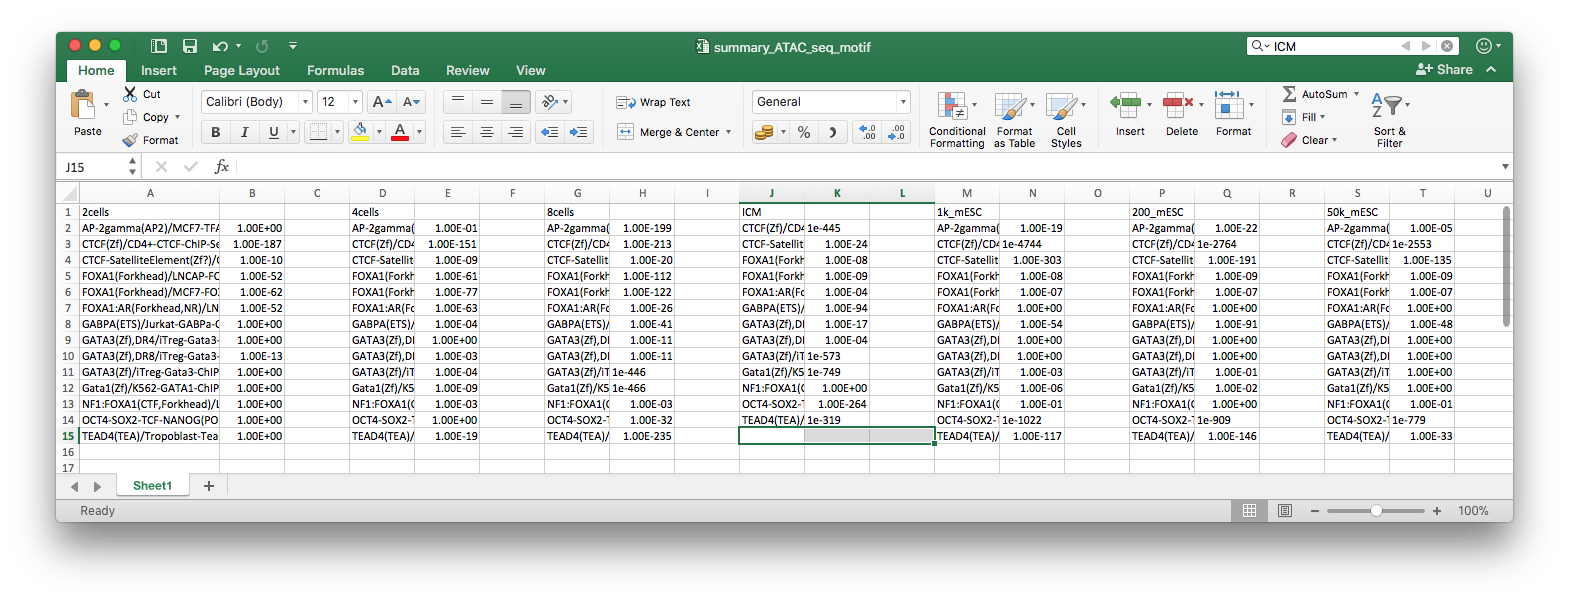 summary_ATAC_seq_motif
ICM
Home Insert Page Layout Formulas Data Review View
Share
Cut
Copy
Format
Paste
Calibri (Body) 12
A A
B I U
A
Wrap Text
Merge & Center
General
% )
.0 .00
.00 .0
Conditional Formatting
Format as Table
Cell Styles
Insert Delete Format
AutoSum
Fill
Clear
Sort & Filter
J15 fx
A B C D E F G H I J K L M N O P Q R S T U
1 2cells 4cells 8cells ICM 1k_mESC 200_mESC 50k_mESC
2 AP-2gamma(AP2)/MCF7-TFA 1.00E+00 AP-2gamma( 1.00E-01 AP-2gamma( 1.00E-199 CTCF(Zf)/CD4 1e-445 AP-2gamma( 1.00E-19 AP-2gamma( 1.00E-22 AP-2gamma( 1.00E-05
3 CTCF(Zf)/CD4+-CTCF-ChIP-Se 1.00E-187 CTCF(Zf)/CD4 1.00E-151 CTCF(Zf)/CD4 1.00E-213 CTCF-Satellit 1.00E-24 CTCF(Zf)/CD4 1e-4744 CTCF(Zf)/CD4 1e-2764 CTCF(Zf)/CD4 1e-2553
4 CTCF-SatelliteElement(Zf?)/C 1.00E-10 CTCF-Satellit 1.00E-09 CTCF-Satellit 1.00E-20 FOXA1(Forkh 1.00E-08 CTCF-Satellit 1.00E-303 CTCF-Satellit 1.00E-191 CTCF-Satellit 1.00E-135
5 FOXA1(Forkhead)/LNCAP-FO 1.00E-52 FOXA1(Forkh 1.00E-61 FOXA1(Forkh 1.00E-112 FOXA1(Forkh 1.00E-09 FOXA1(Forkh 1.00E-08 FOXA1(Forkh 1.00E-09 FOXA1(Forkh 1.00E-09
6 FOXA1(Forkhead)/MCF7-FO 1.00E-62 FOXA1(Forkh 1.00E-77 FOXA1(Forkh 1.00E-122 FOXA1:AR(Fo 1.00E-04 FOXA1(Forkh 1.00E-07 FOXA1(Forkh 1.00E-07 FOXA1(Forkh 1.00E-07
7 FOXA1:AR(Forkhead,NR)/LN 1.00E-52 FOXA1:AR(Fo 1.00E-63 FOXA1:AR(Fo 1.00E-26 GABPA(ETS)/ 1.00E-94 FOXA1:AR(Fo 1.00E+00 FOXA1:AR(Fo 1.00E+00 FOXA1:AR(Fo 1.00E+00
8 GABPA(ETS)/Jurkat-GABPa-C 1.00E+00 GABPA(ETS)/ 1.00E-04 GABPA(ETS)/ 1.00E-41 GATA3(Zf),DI 1.00E-17 GABPA(ETS)/ 1.00E-54 GABPA(ETS)/ 1.00E-91 GABPA(ETS)/ 1.00E-48
9 GATA3(Zf),DR4/iTreg-Gata3- 1.00E+00 GATA3(Zf),DI 1.00E+00 GATA3(Zf),DI 1.00E-11 GATA3(Zf),DI 1.00E-04 GATA3(Zf),DI 1.00E+00 GATA3(Zf),DI 1.00E+00 GATA3(Zf),DI 1.00E+00
10 GATA3(Zf),DR8/iTreg-Gata3- 1.00E-13 GATA3(Zf),DI 1.00E-03 GATA3(Zf),DI 1.00E-11 GATA3(Zf)/iT 1e-573 GATA3(Zf),DI 1.00E+00 GATA3(Zf),DI 1.00E+00 GATA3(Zf),DI 1.00E+00
11 GATA3(Zf)/iTreg-Gata3-ChIP 1.00E+00 GATA3(Zf)/iT 1.00E-04 GATA3(Zf)/iT 1e-446 Gata1(Zf)/K5 1e-749 GATA3(Zf)/iT 1.00E-03 GATA3(Zf)/iT 1.00E-01 GATA3(Zf)/iT 1.00E+00
12 Gata1(Zf)/K562-GATA1-ChIP 1.00E+00 Gata1(Zf)/K5 1.00E-09 Gata1(Zf)/K5 1e-466 NF1:FOXA1(C 1.00E+00 Gata1(Zf)/K5 1.00E-06 Gata1(Zf)/K5 1.00E-02 Gata1(Zf)/K5 1.00E+00
13 NF1:FOXA1(CTF,Forkhead)/L 1.00E+00 NF1:FOXA1(C 1.00E-03 NF1:FOXA1(C 1.00E-03 OCT4-SOX2-T 1.00E-264 NF1:FOXA1(C 1.00E-01 NF1:FOXA1(C 1.00E+00 NF1:FOXA1(C 1.00E-01
14 OCT4-SOX2-TCF-NANOG(PO 1.00E+00 OCT4-SOX2-T 1.00E+00 OCT4-SOX2-T 1.00E-32 TEAD4(TEA)/ 1e-319 OCT4-SOX2-T 1e-1022 OCT4-SOX2-T 1e-909 OCT4-SOX2-T 1e-779
15 TEAD4(TEA)/Tropoblast-Tea 1.00E+00 TEAD4(TEA)/ 1.00E-19 TEAD4(TEA)/ 1.00E-235 TEAD4(TEA)/ 1.00E-117 TEAD4(TEA)/ 1.00E-146 TEAD4(TEA)/ 1.00E-33
16
17
Sheet1 +
Ready 100%